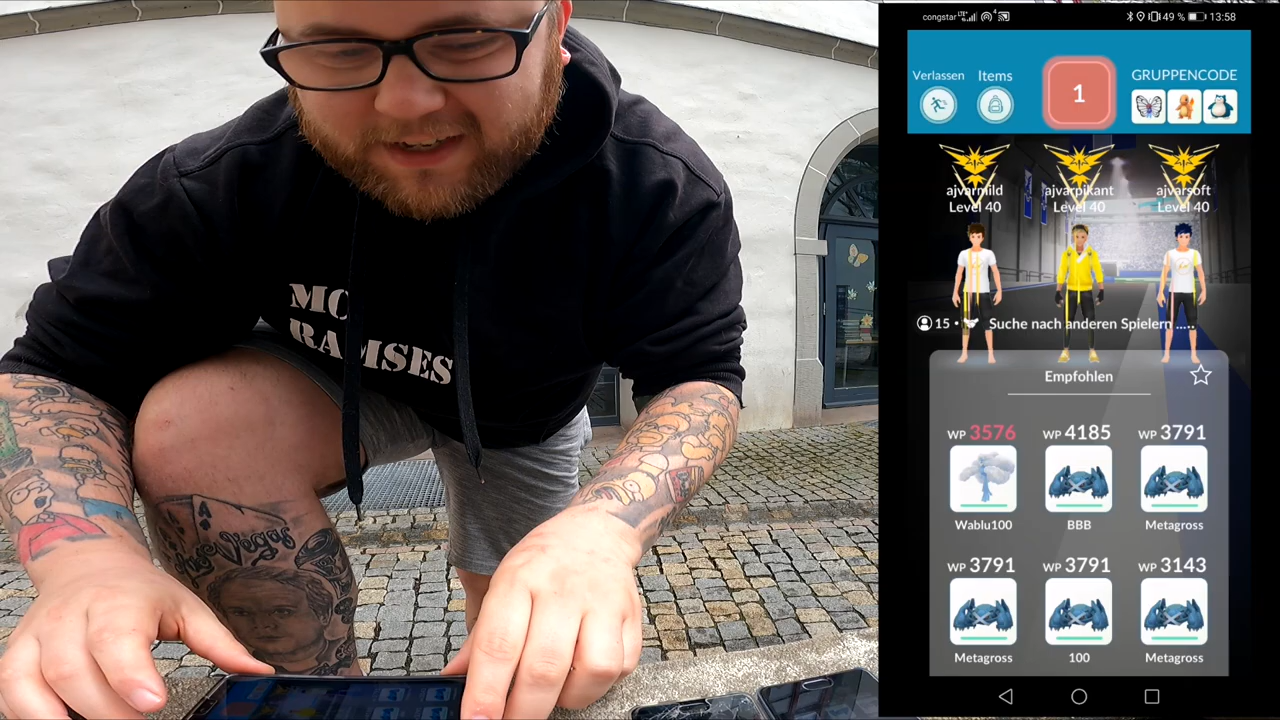 MC
RAMSES
Las Vegas
congstar
49 %
13:58
Verlassen
Items
1
GRUPPENCODE
ajvarmild
Level 40
ajvarpikant
Level 40
ajvarsoft
Level 40
15 • Suche nach anderen Spielern .....
Empfohlen
WP 3576
WP 4185
WP 3791
Wablu100
BBB
Metagross
WP 3791
WP 3791
WP 3143
Metagross
100
Metagross